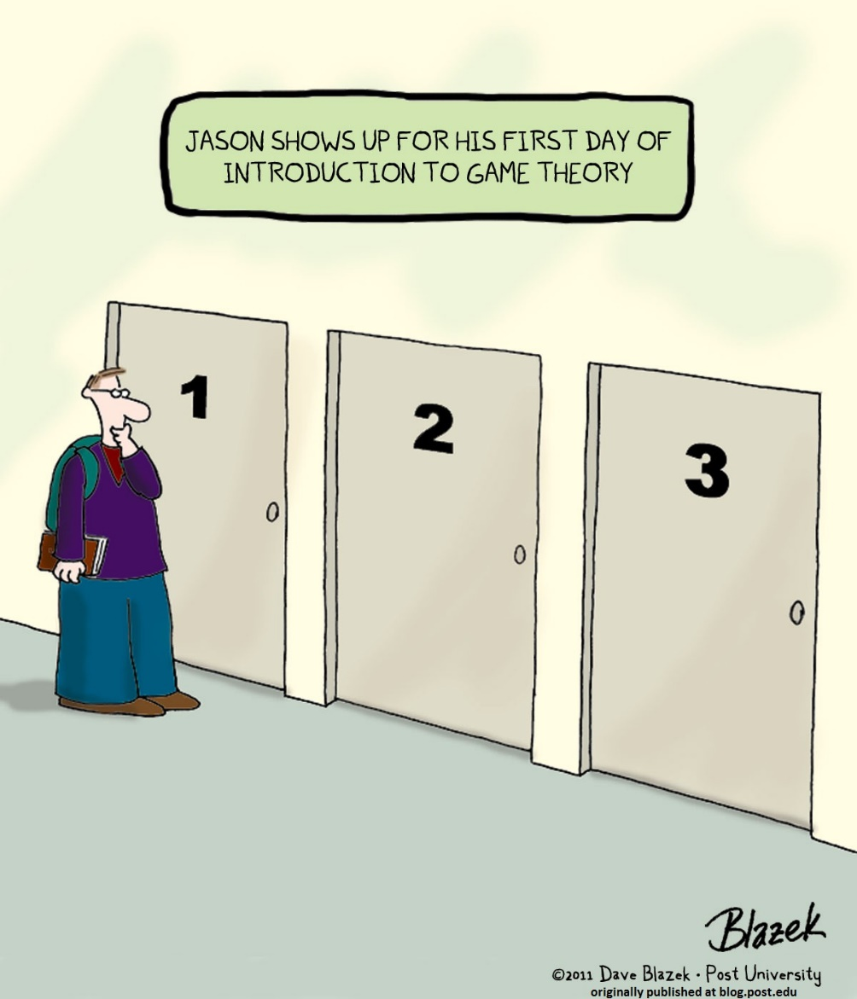 JASON SHOWS UP FOR HIS FIRST DAY OF
INTRODUCTION TO GAME THEORY
1
2
3
Blazek
©2011 Dave Blazek • Post University
originally published at blog.post.edu